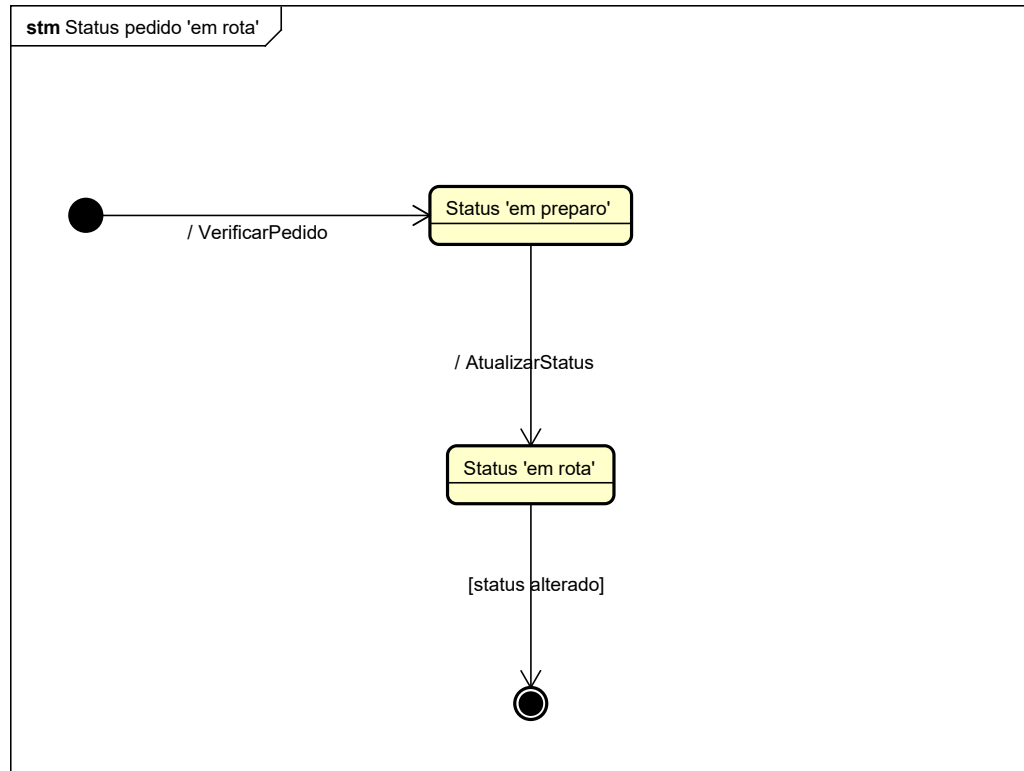 stm Status pedido 'em rota'
Status 'em preparo'
/ VerificarPedido
/ AtualizarStatus
Status 'em rota'
[status alterado]